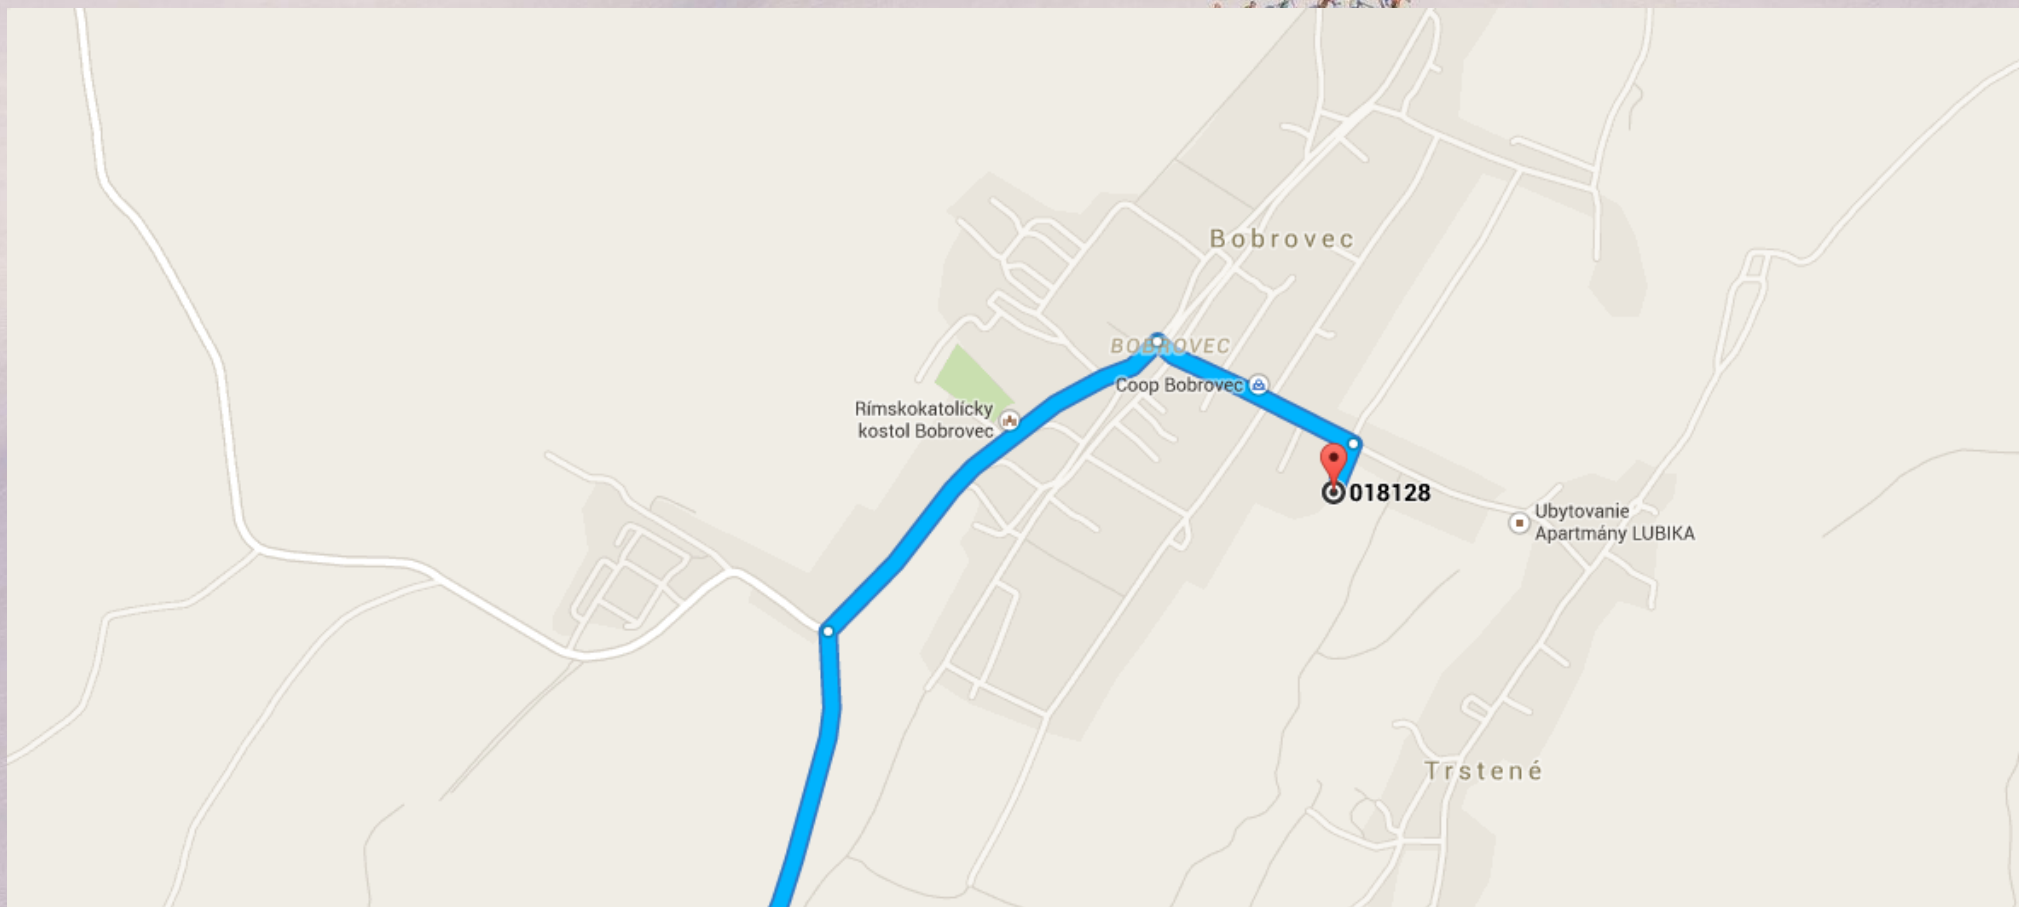 Bobrovec
BOBROVEC
Coop Bobrovec
Rímskokatolícky
kostol Bobrovec
018128
Ubytovanie
Apartmány LUBIKA
Trstené